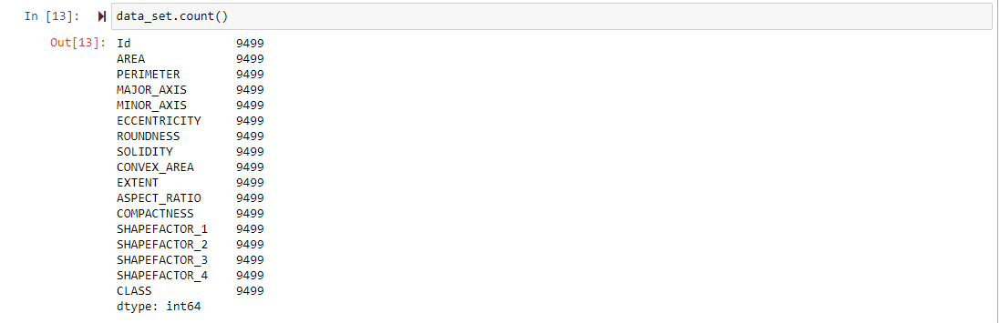 In [13]: data_set.count()
Out[13]: Id 9499
AREA 9499
PERIMETER 9499
MAJOR_AXIS 9499
MINOR_AXIS 9499
ECCENTRICITY 9499
ROUNDNESS 9499
SOLIDITY 9499
CONVEX_AREA 9499
EXTENT 9499
ASPECT_RATIO 9499
COMPACTNESS 9499
SHAPEFACTOR_1 9499
SHAPEFACTOR_2 9499
SHAPEFACTOR_3 9499
SHAPEFACTOR_4 9499
CLASS 9499
dtype: int64